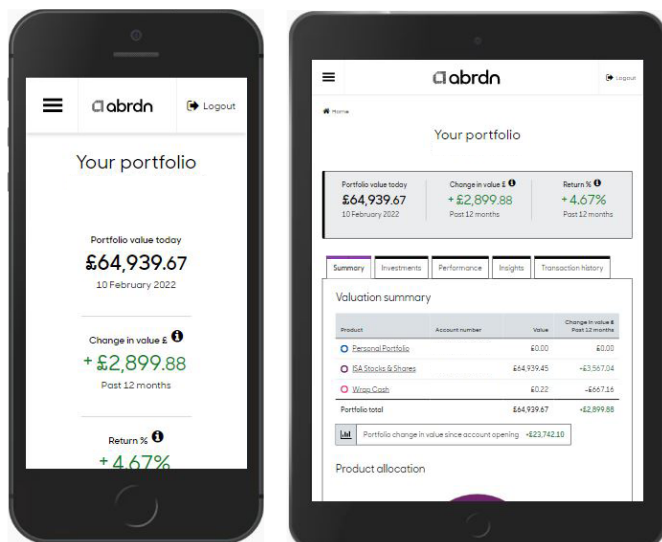 abrdn
Logout
Your portfolio
Portfolio value today
£64,939.67
10 February 2022
Change in value £
+ £2,899.88
Past 12 months
Return %
+ 4.67%
abrdn
Logout
Home
Your portfolio
Portfolio value today Change in value £ Return %
£64,939.67 + £2,899.88 + 4.67%
10 February 2022 Past 12 months Past 12 months
Summary Investments Performance Insights Transaction history
Valuation summary
Change in value £
Product Account number Value Past 12 months
Personal Portfolio £0.00 £0.00
ISA Stocks & Shares £64,939.45 +£3,567.04
Wrap Cash £0.22 -£667.16
Portfolio total £64,939.67 +£2,899.88
Portfolio change in value since account opening +£23,742.10
Product allocation